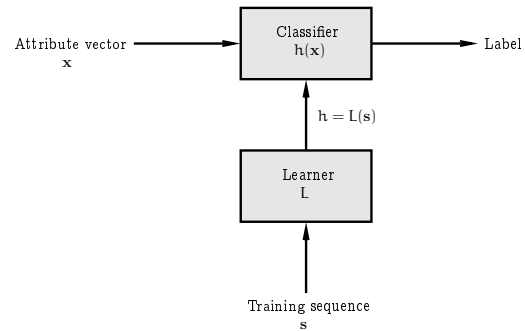 Classifier
h(x)
Attribute vector
x
Label
h = L(s)
Learner
L
Training sequence
s